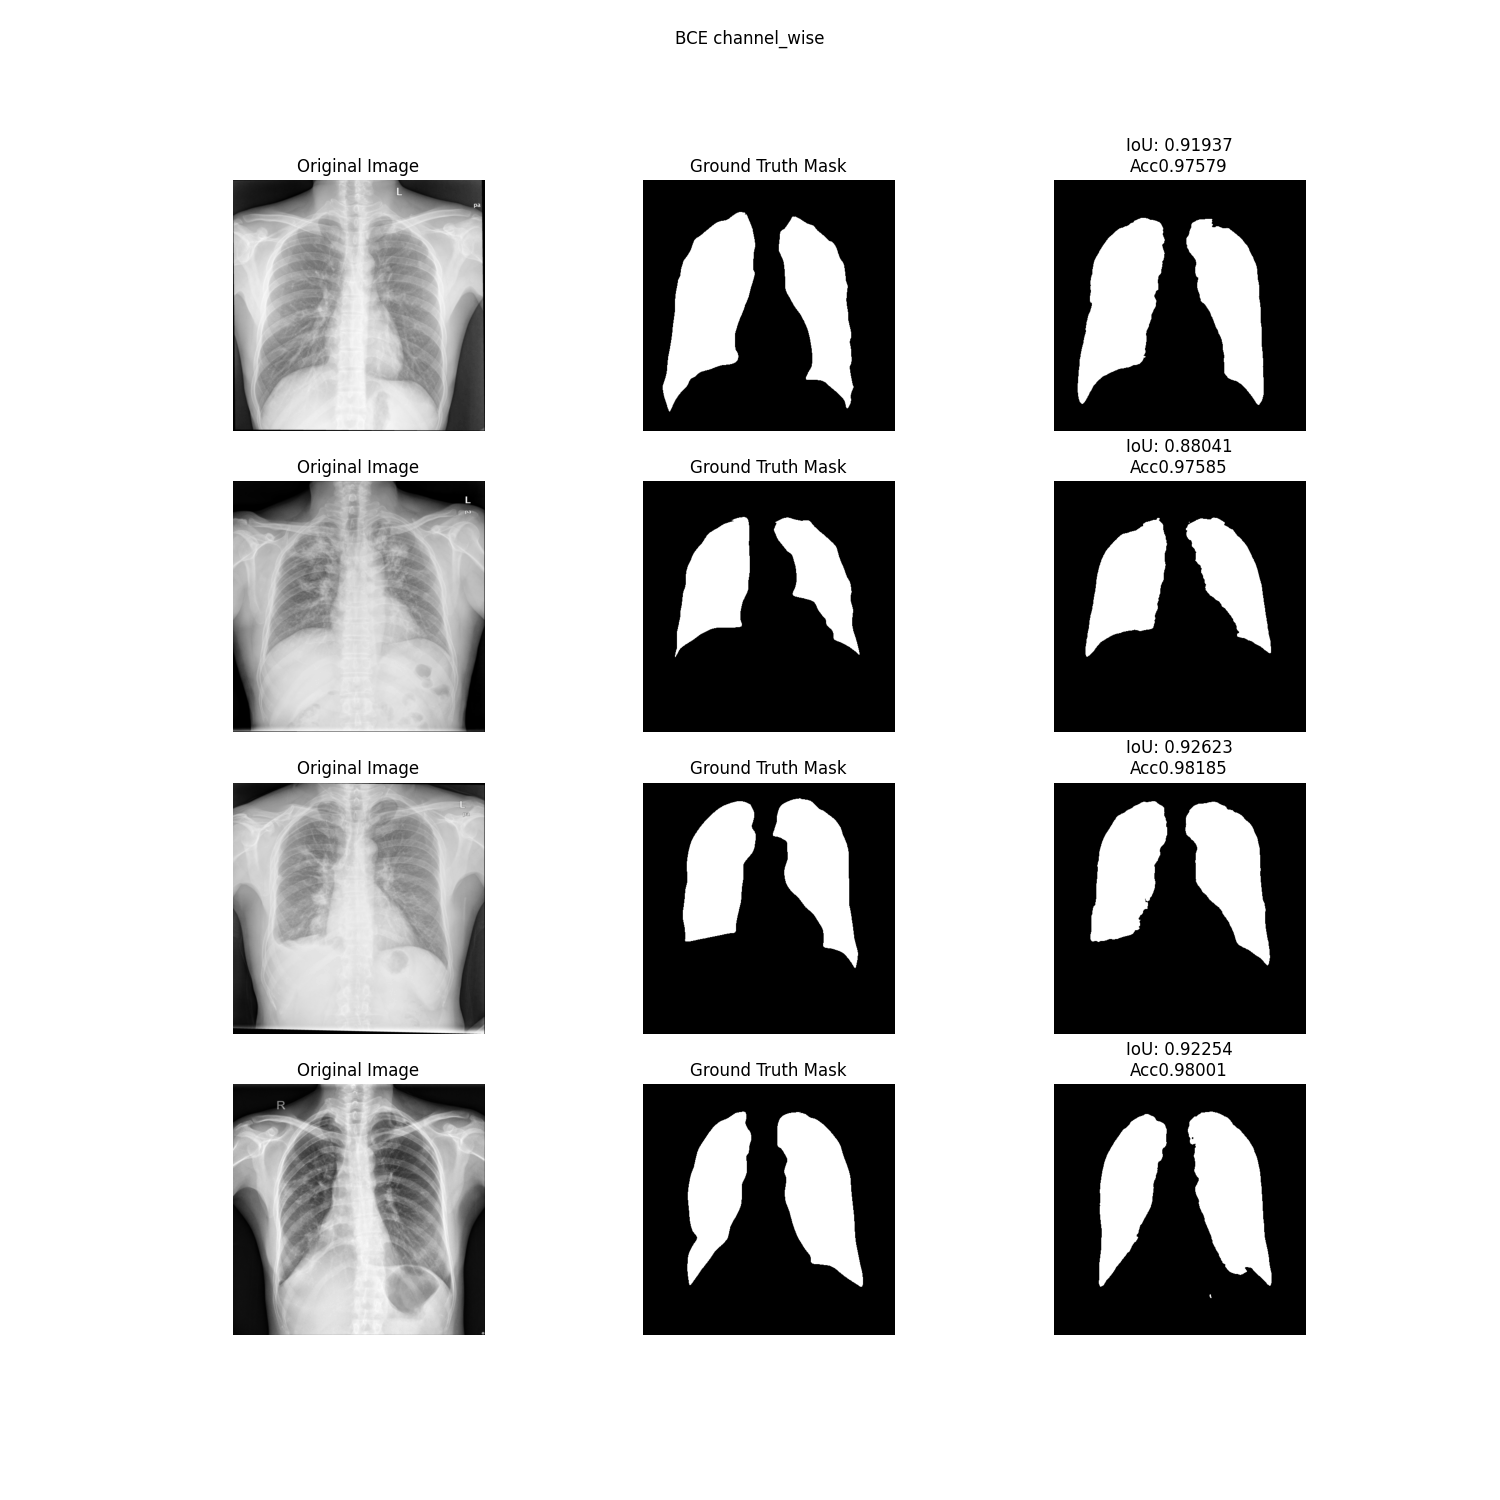 BCE channel_wise
Original Image
Ground Truth Mask
IoU: 0.91937
Acc0.97579
L
pa
Original Image
Ground Truth Mask
IoU: 0.88041
Acc0.97585
L
Original Image
Ground Truth Mask
IoU: 0.92623
Acc0.98185
L
Original Image
Ground Truth Mask
IoU: 0.92254
Acc0.98001
R